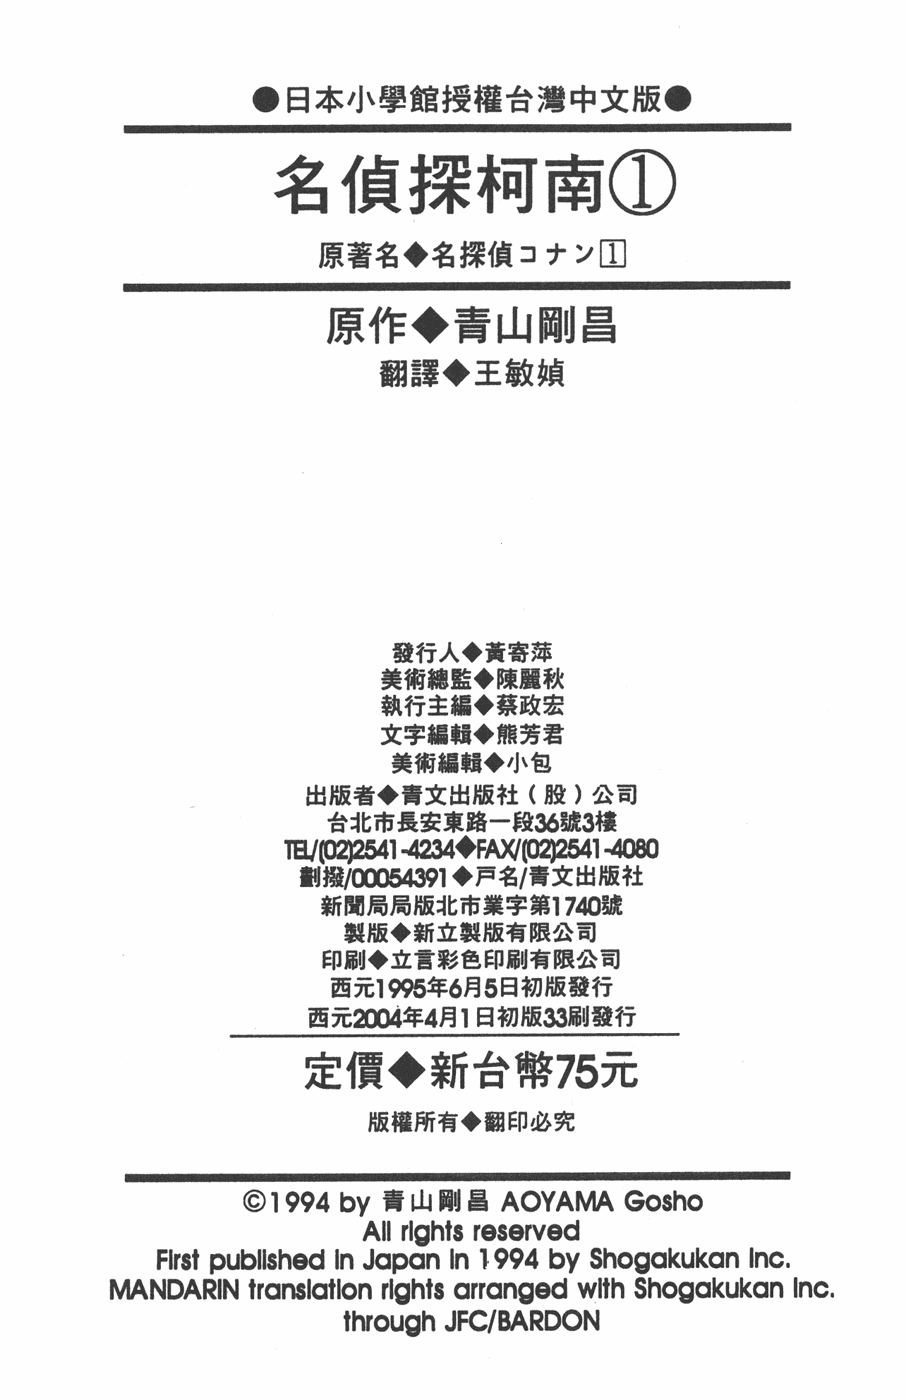 ●日本小學館授權台灣中文版●
名偵探柯南①
原著名◆名探偵コナン1
原作◆青山剛昌
翻譯◆王敏媜
發行人◆黃寄萍
美術總監◆陳麗秋
執行主編◆蔡政宏
文字編輯◆熊芳君
美術編輯◆小包
出版者◆青文出版社（股）公司
台北市長安東路一段36號3樓
TEL/(02)2541-4234◆FAX/(02)2541-4080
劃撥/00054391◆戶名/青文出版社
新聞局局版北市業字第1740號
製版◆新立製版有限公司
印刷◆立言彩色印刷有限公司
西元1995年6月5日初版發行
西元2004年4月1日初版33刷發行
定價◆新台幣75元
版權所有◆翻印必究
©1994 by 青山剛昌 AOYAMA Gosho
All rights reserved
First published in Japan in 1994 by Shogakukan Inc.
MANDARIN translation rights arranged with Shogakukan Inc.
through JFC/BARDON